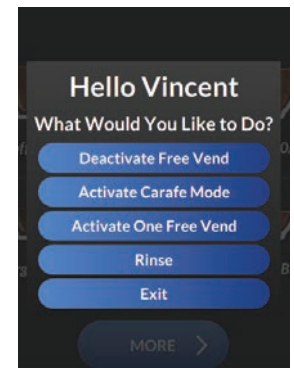 Hello Vincent
What Would You Like to Do?
Deactivate Free Vend
Activate Carafe Mode
Activate One Free Vend
Rinse
Exit
MORE